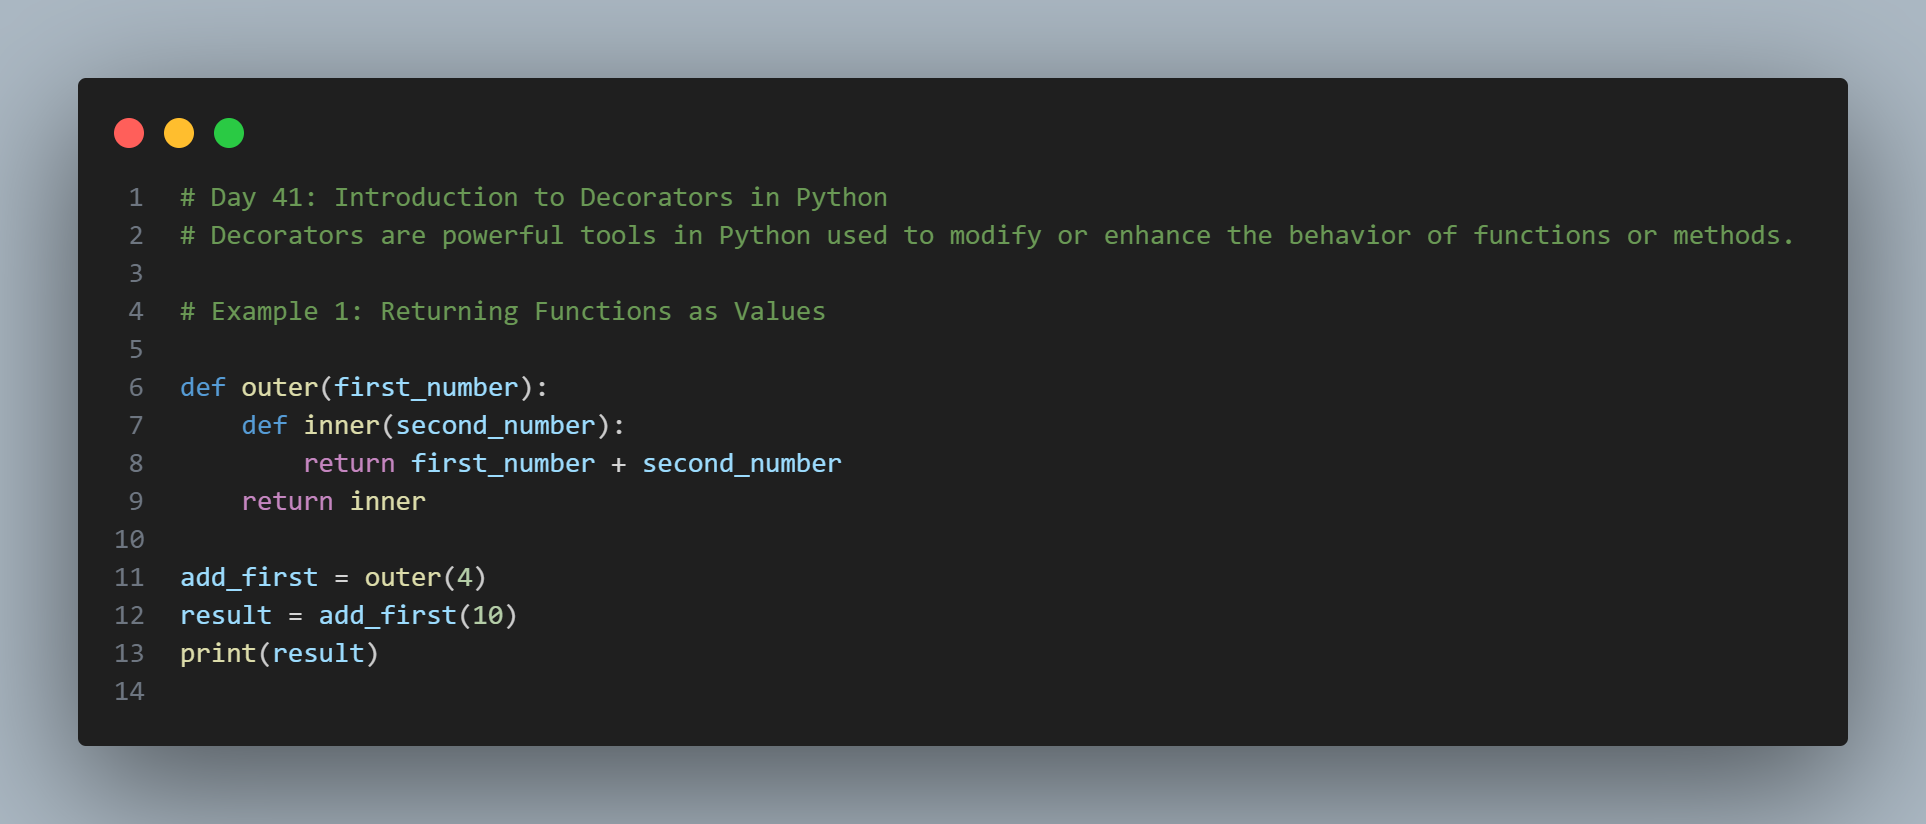 1 # Day 41: Introduction to Decorators in Python
2 # Decorators are powerful tools in Python used to modify or enhance the behavior of functions or methods.
3
4 # Example 1: Returning Functions as Values
5
6 def outer(first_number):
7     def inner(second_number):
8         return first_number + second_number
9     return inner
10
11 add_first = outer(4)
12 result = add_first(10)
13 print(result)
14